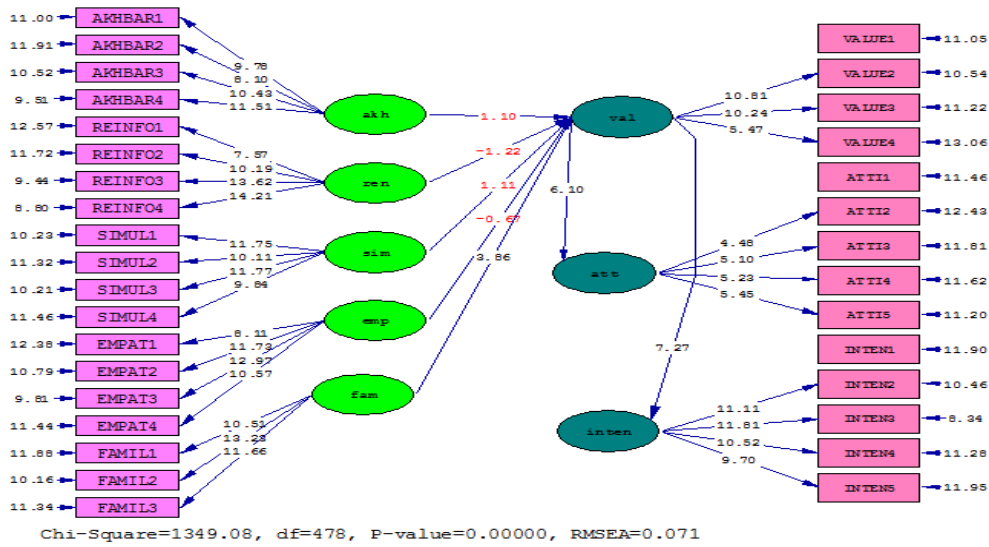 11.00 AKHBAR1
11.91 AKHBAR2
10.52 AKHBAR3
9.51 AKHBAR4
12.57 REINFO1
11.72 REINFO2
9.44 REINFO3
8.80 REINFO4
10.23 SIMUL1
11.32 SIMUL2
10.21 SIMUL3
11.46 SIMUL4
12.38 EMPAT1
10.79 EMPAT2
9.81 EMPAT3
11.44 EMPAT4
11.88 FAMIL1
10.16 FAMIL2
11.34 FAMIL3
9.78
8.10
10.43
11.51
7.57
10.19
13.62
14.21
11.75
10.11
11.77
9.84
8.11
11.73
12.97
10.57
10.51
13.23
11.66
akh
ren
sim
emp
fam
1.10
-1.22
1.11
-0.67
3.86
6.10
7.27
val
att
inten
10.81
10.24
5.47
4.48
5.10
5.23
5.45
11.11
11.81
10.52
9.70
VALUE1 11.05
VALUE2 10.54
VALUE3 11.22
VALUE4 13.06
ATTI1 11.46
ATTI2 12.43
ATTI3 11.81
ATTI4 11.62
ATTI5 11.20
INTEN1 11.90
INTEN2 10.46
INTEN3 8.34
INTEN4 11.28
INTEN5 11.95
Chi-Square=1349.08, df=478, P-value=0.00000, RMSEA=0.071